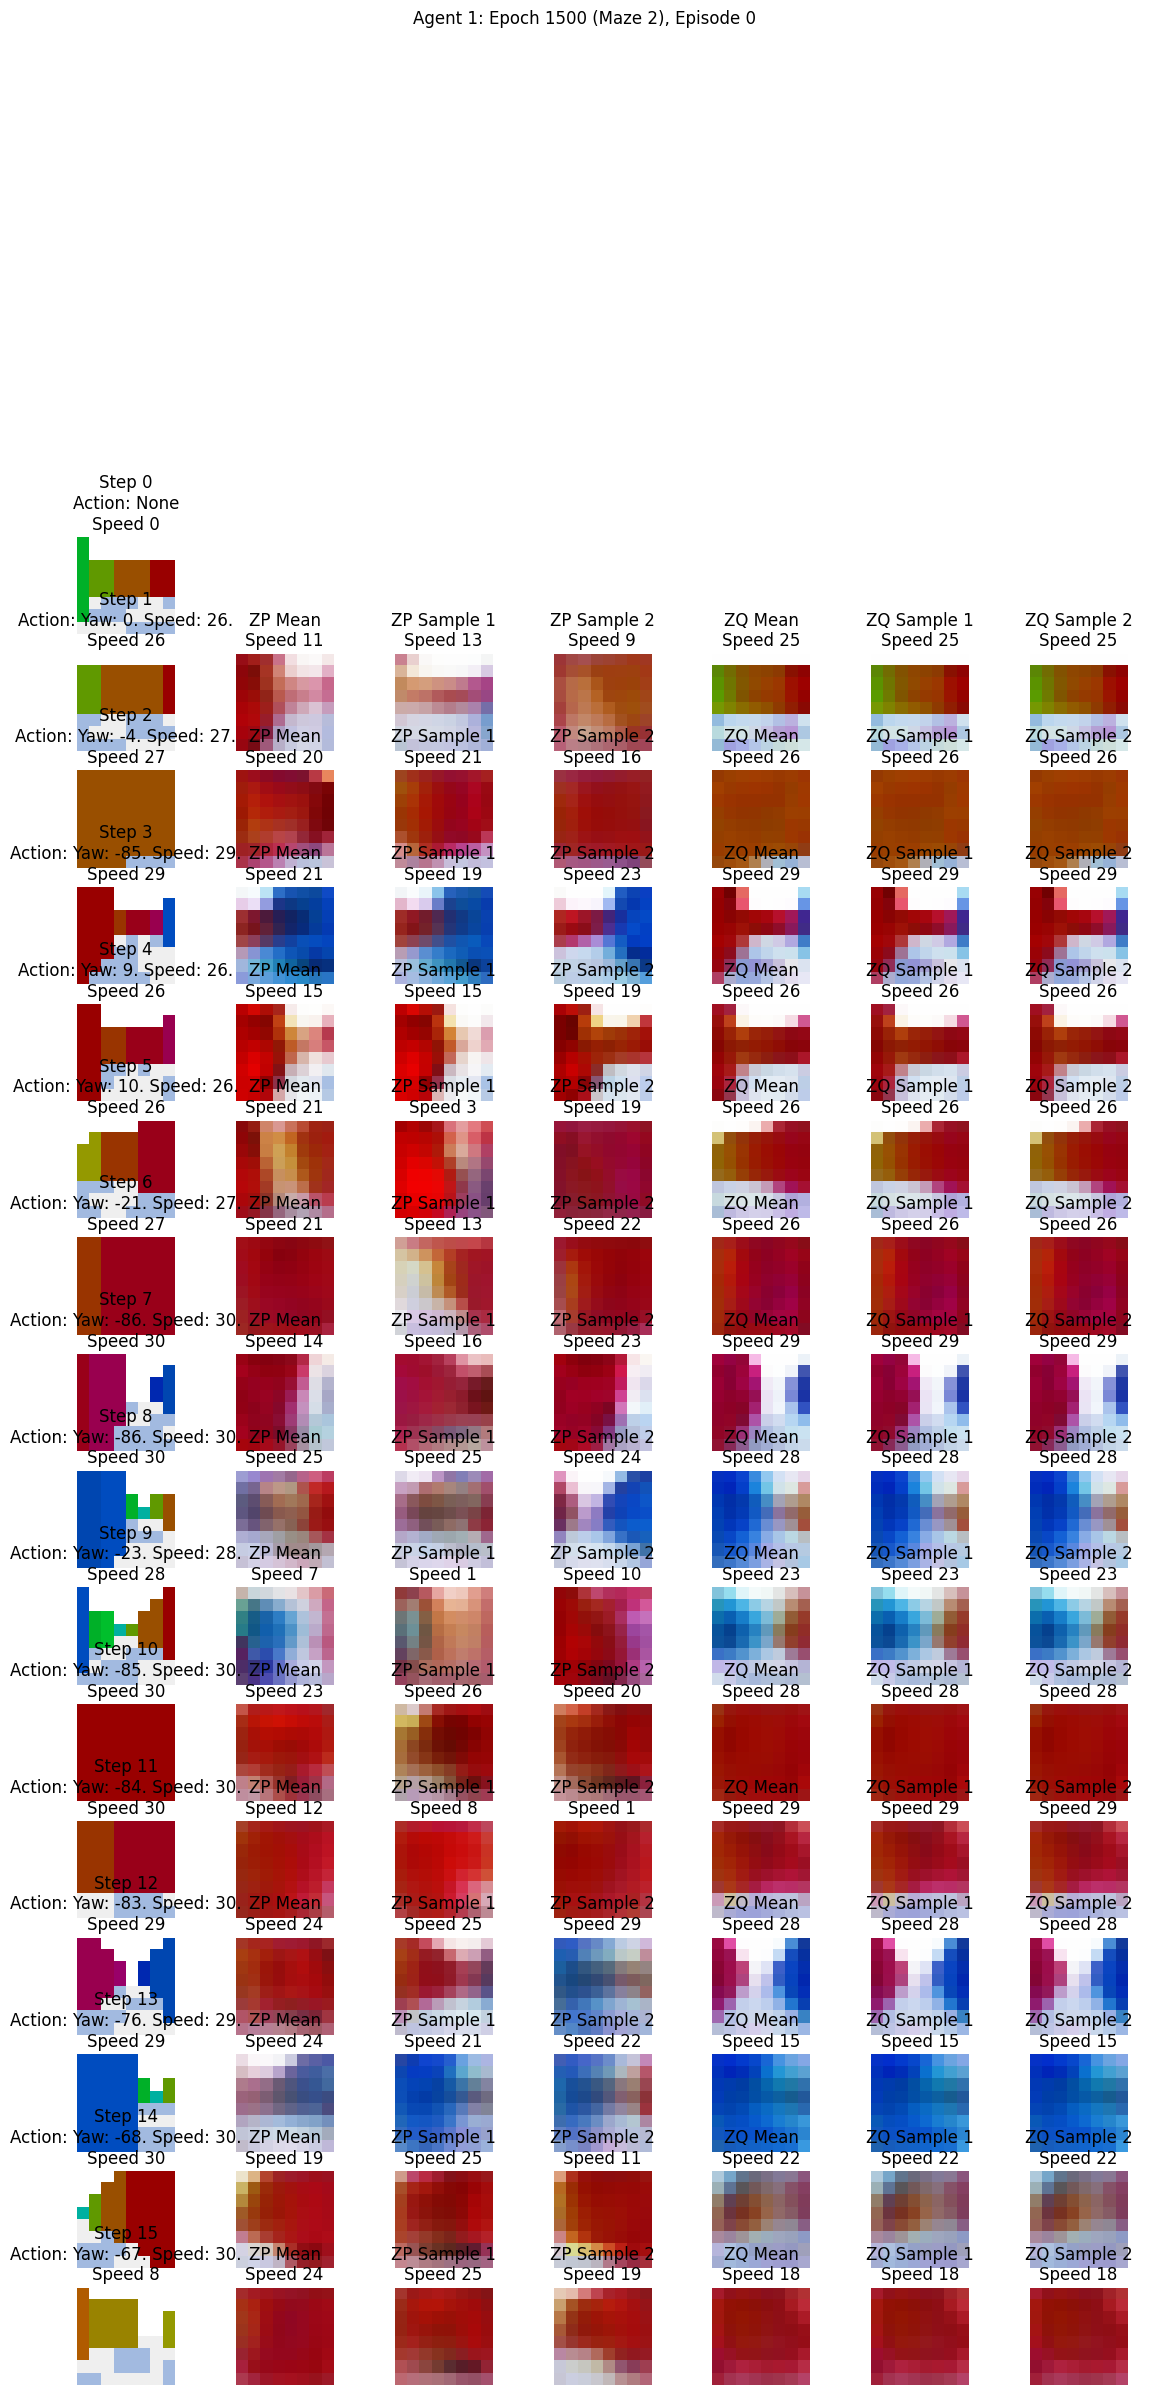 Agent 1: Epoch 1500 (Maze 2), Episode 0
Step 0
Action: None
Speed 0
Step 1
Action: Yaw: 0. Speed: 26.
Speed 26
ZP Mean
Speed 11
ZP Sample 1
Speed 13
ZP Sample 2
Speed 9
ZQ Mean
Speed 25
ZQ Sample 1
Speed 25
ZQ Sample 2
Speed 25
Step 2
Action: Yaw: -4. Speed: 27.
Speed 27
ZP Mean
Speed 20
ZP Sample 1
Speed 21
ZP Sample 2
Speed 16
ZQ Mean
Speed 26
ZQ Sample 1
Speed 26
ZQ Sample 2
Speed 26
Step 3
Action: Yaw: -85. Speed: 29.
Speed 29
ZP Mean
Speed 21
ZP Sample 1
Speed 19
ZP Sample 2
Speed 23
ZQ Mean
Speed 29
ZQ Sample 1
Speed 29
ZQ Sample 2
Speed 29
Step 4
Action: Yaw: 9. Speed: 26.
Speed 26
ZP Mean
Speed 15
ZP Sample 1
Speed 15
ZP Sample 2
Speed 19
ZQ Mean
Speed 26
ZQ Sample 1
Speed 26
ZQ Sample 2
Speed 26
Step 5
Action: Yaw: 10. Speed: 26.
Speed 26
ZP Mean
Speed 21
ZP Sample 1
Speed 3
ZP Sample 2
Speed 19
ZQ Mean
Speed 26
ZQ Sample 1
Speed 26
ZQ Sample 2
Speed 26
Step 6
Action: Yaw: -21. Speed: 27.
Speed 27
ZP Mean
Speed 21
ZP Sample 1
Speed 13
ZP Sample 2
Speed 22
ZQ Mean
Speed 26
ZQ Sample 1
Speed 26
ZQ Sample 2
Speed 26
Step 7
Action: Yaw: -86. Speed: 30.
Speed 30
ZP Mean
Speed 14
ZP Sample 1
Speed 16
ZP Sample 2
Speed 23
ZQ Mean
Speed 29
ZQ Sample 1
Speed 29
ZQ Sample 2
Speed 29
Step 8
Action: Yaw: -86. Speed: 30.
Speed 30
ZP Mean
Speed 25
ZP Sample 1
Speed 25
ZP Sample 2
Speed 24
ZQ Mean
Speed 28
ZQ Sample 1
Speed 28
ZQ Sample 2
Speed 28
Step 9
Action: Yaw: -23. Speed: 28.
Speed 28
ZP Mean
Speed 7
ZP Sample 1
Speed 1
ZP Sample 2
Speed 10
ZQ Mean
Speed 23
ZQ Sample 1
Speed 23
ZQ Sample 2
Speed 23
Step 10
Action: Yaw: -85. Speed: 30.
Speed 30
ZP Mean
Speed 23
ZP Sample 1
Speed 26
ZP Sample 2
Speed 20
ZQ Mean
Speed 28
ZQ Sample 1
Speed 28
ZQ Sample 2
Speed 28
Step 11
Action: Yaw: -84. Speed: 30.
Speed 30
ZP Mean
Speed 12
ZP Sample 1
Speed 8
ZP Sample 2
Speed 1
ZQ Mean
Speed 29
ZQ Sample 1
Speed 29
ZQ Sample 2
Speed 29
Step 12
Action: Yaw: -83. Speed: 30.
Speed 29
ZP Mean
Speed 24
ZP Sample 1
Speed 25
ZP Sample 2
Speed 29
ZQ Mean
Speed 28
ZQ Sample 1
Speed 28
ZQ Sample 2
Speed 28
Step 13
Action: Yaw: -76. Speed: 29.
Speed 29
ZP Mean
Speed 24
ZP Sample 1
Speed 21
ZP Sample 2
Speed 22
ZQ Mean
Speed 15
ZQ Sample 1
Speed 15
ZQ Sample 2
Speed 15
Step 14
Action: Yaw: -68. Speed: 30.
Speed 30
ZP Mean
Speed 19
ZP Sample 1
Speed 25
ZP Sample 2
Speed 11
ZQ Mean
Speed 22
ZQ Sample 1
Speed 22
ZQ Sample 2
Speed 22
Step 15
Action: Yaw: -67. Speed: 30.
Speed 8
ZP Mean
Speed 24
ZP Sample 1
Speed 25
ZP Sample 2
Speed 19
ZQ Mean
Speed 18
ZQ Sample 1
Speed 18
ZQ Sample 2
Speed 18